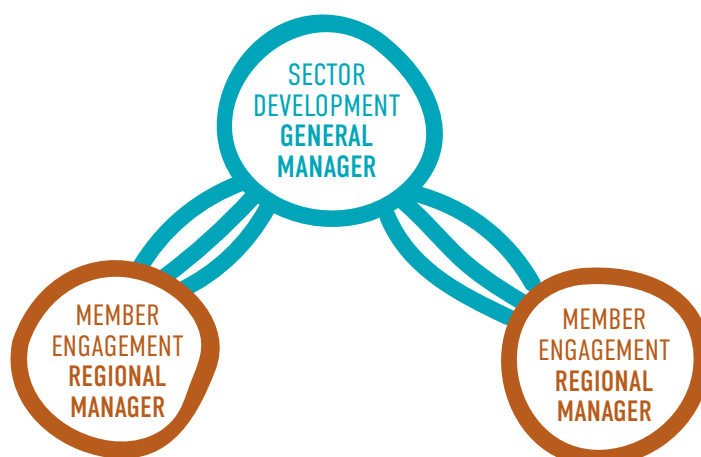 SECTOR
DEVELOPMENT
GENERAL
MANAGER
MEMBER
ENGAGEMENT
REGIONAL
MANAGER
MEMBER
ENGAGEMENT
REGIONAL
MANAGER